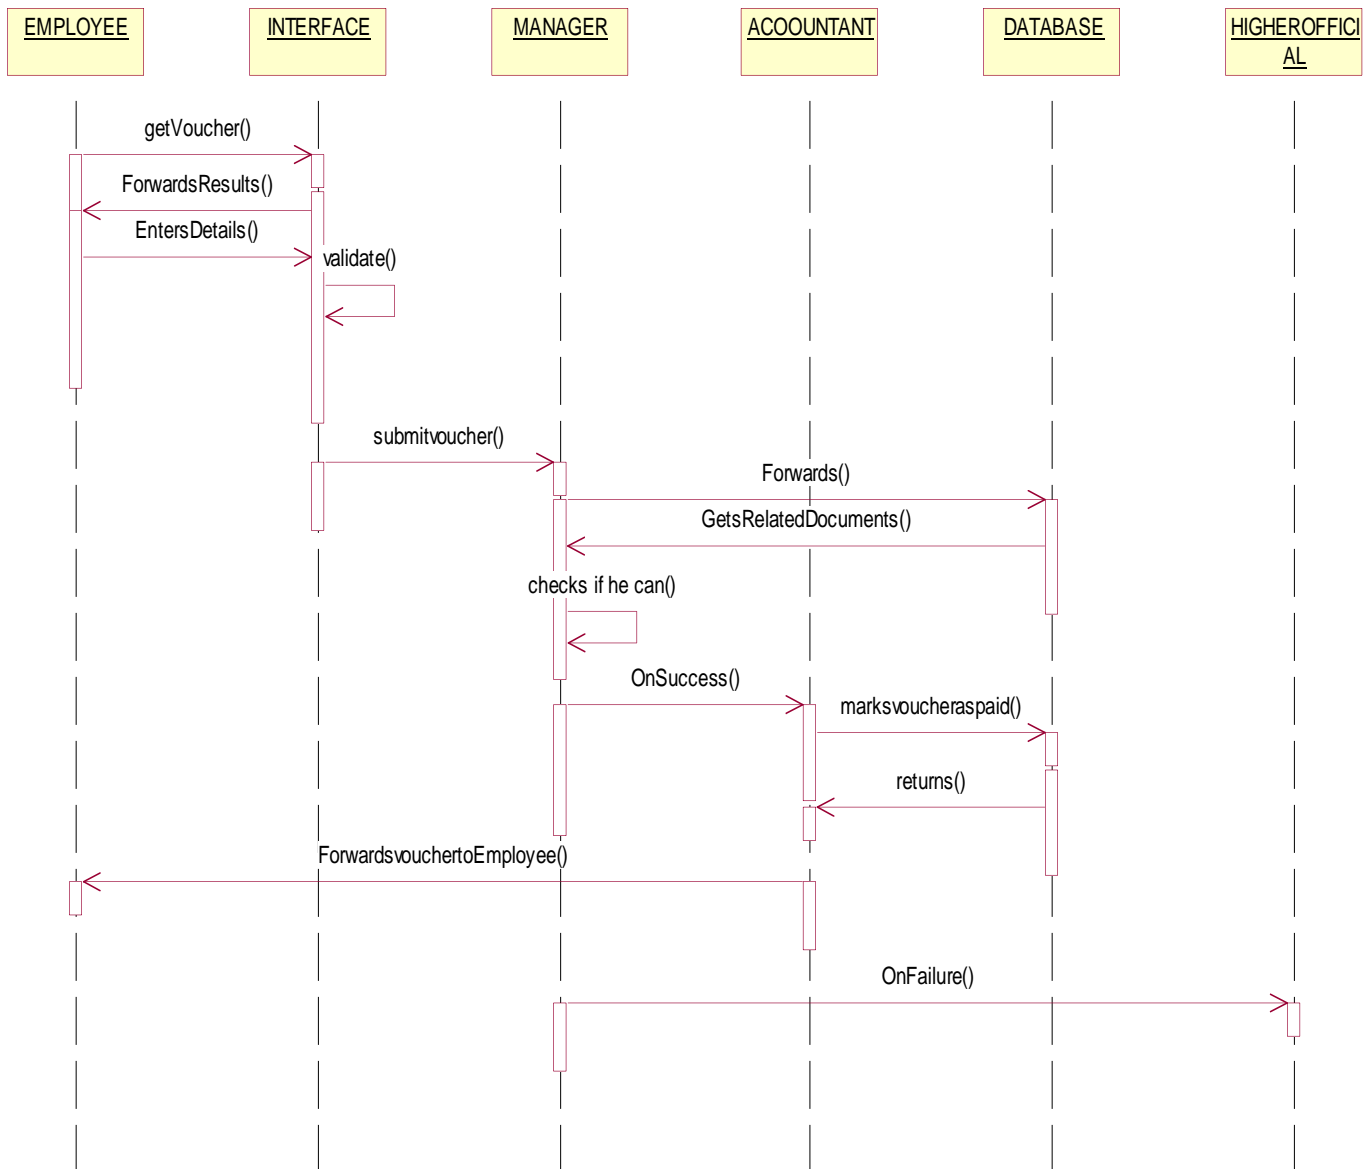 EMPLOYEE
INTERFACE
MANAGER
ACOOUNTANT
DATABASE
HIGHEROFFICI
AL
getVoucher()
ForwardsResults()
EntersDetails()
validate()
submitvoucher()
Forwards()
GetsRelatedDocuments()
checks if he can()
OnSuccess()
marksvoucheraspaid()
returns()
ForwardsvouchertoEmployee()
OnFailure()